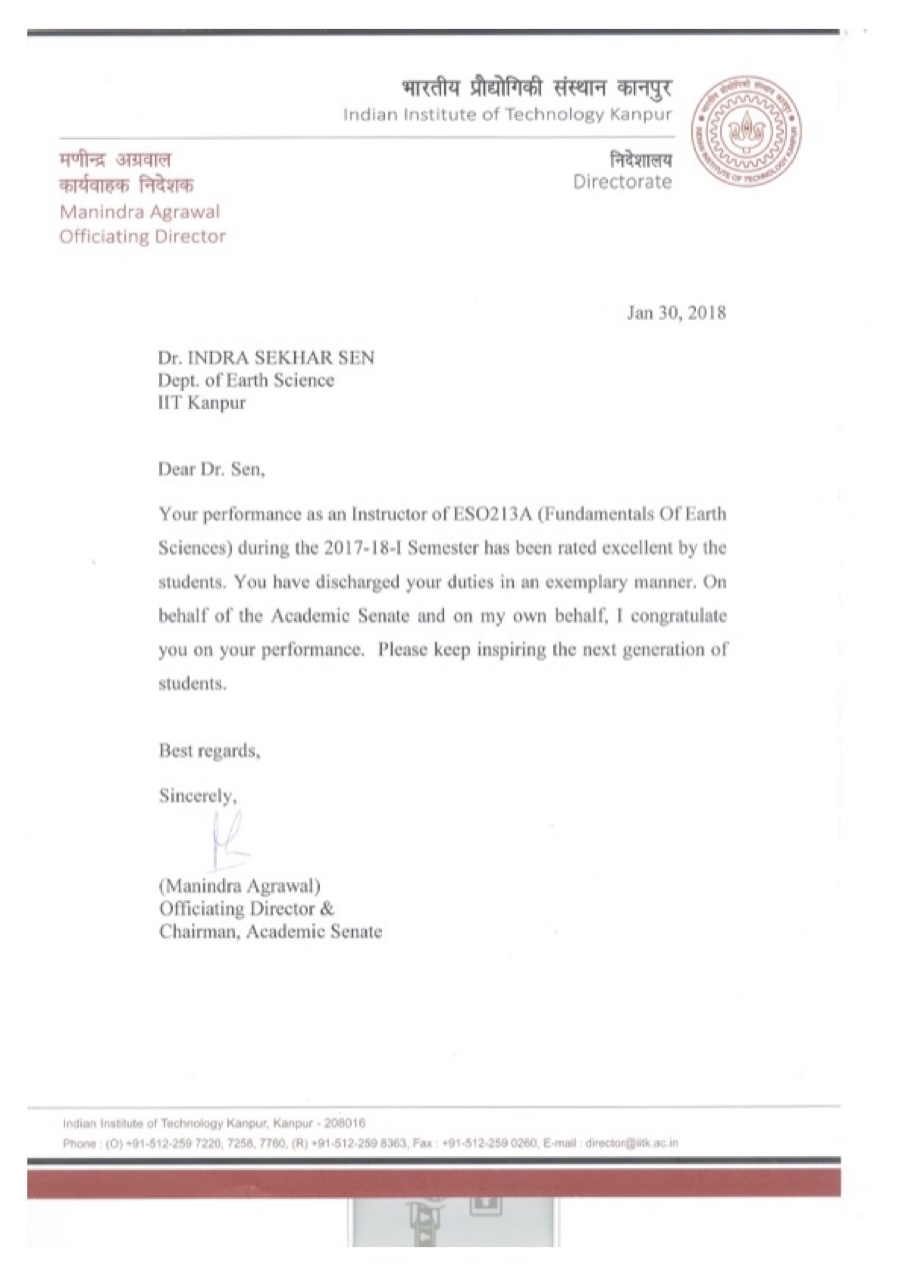 भारतीय प्रौद्योगिकी संस्थान कानपुर
Indian Institute of Technology Kanpur
मणीन्द्र अग्रवाल
कार्यवाहक निदेशक
Manindra Agrawal
Officiating Director
निदेशालय
Directorate
भारतीय प्रौद्योगिकी संस्थान कानपुर
INDIAN INSTITUTE OF TECHNOLOGY KANPUR
Jan 30, 2018
Dr. INDRA SEKHAR SEN
Dept. of Earth Science
IIT Kanpur
Dear Dr. Sen,
Your performance as an Instructor of ESO213A (Fundamentals Of Earth
Sciences) during the 2017-18-I Semester has been rated excellent by the
students. You have discharged your duties in an exemplary manner. On
behalf of the Academic Senate and on my own behalf, I congratulate
you on your performance. Please keep inspiring the next generation of
students.
Best regards,
Sincerely,
(Manindra Agrawal)
Officiating Director &
Chairman, Academic Senate
Indian Institute of Technology Kanpur, Kanpur - 208016
Phone : (O) +91-512-259 7220, 7258, 7760, (R) +91-512-259 8363, Fax : +91-512-259 0260, E-mail : director@iitk.ac.in